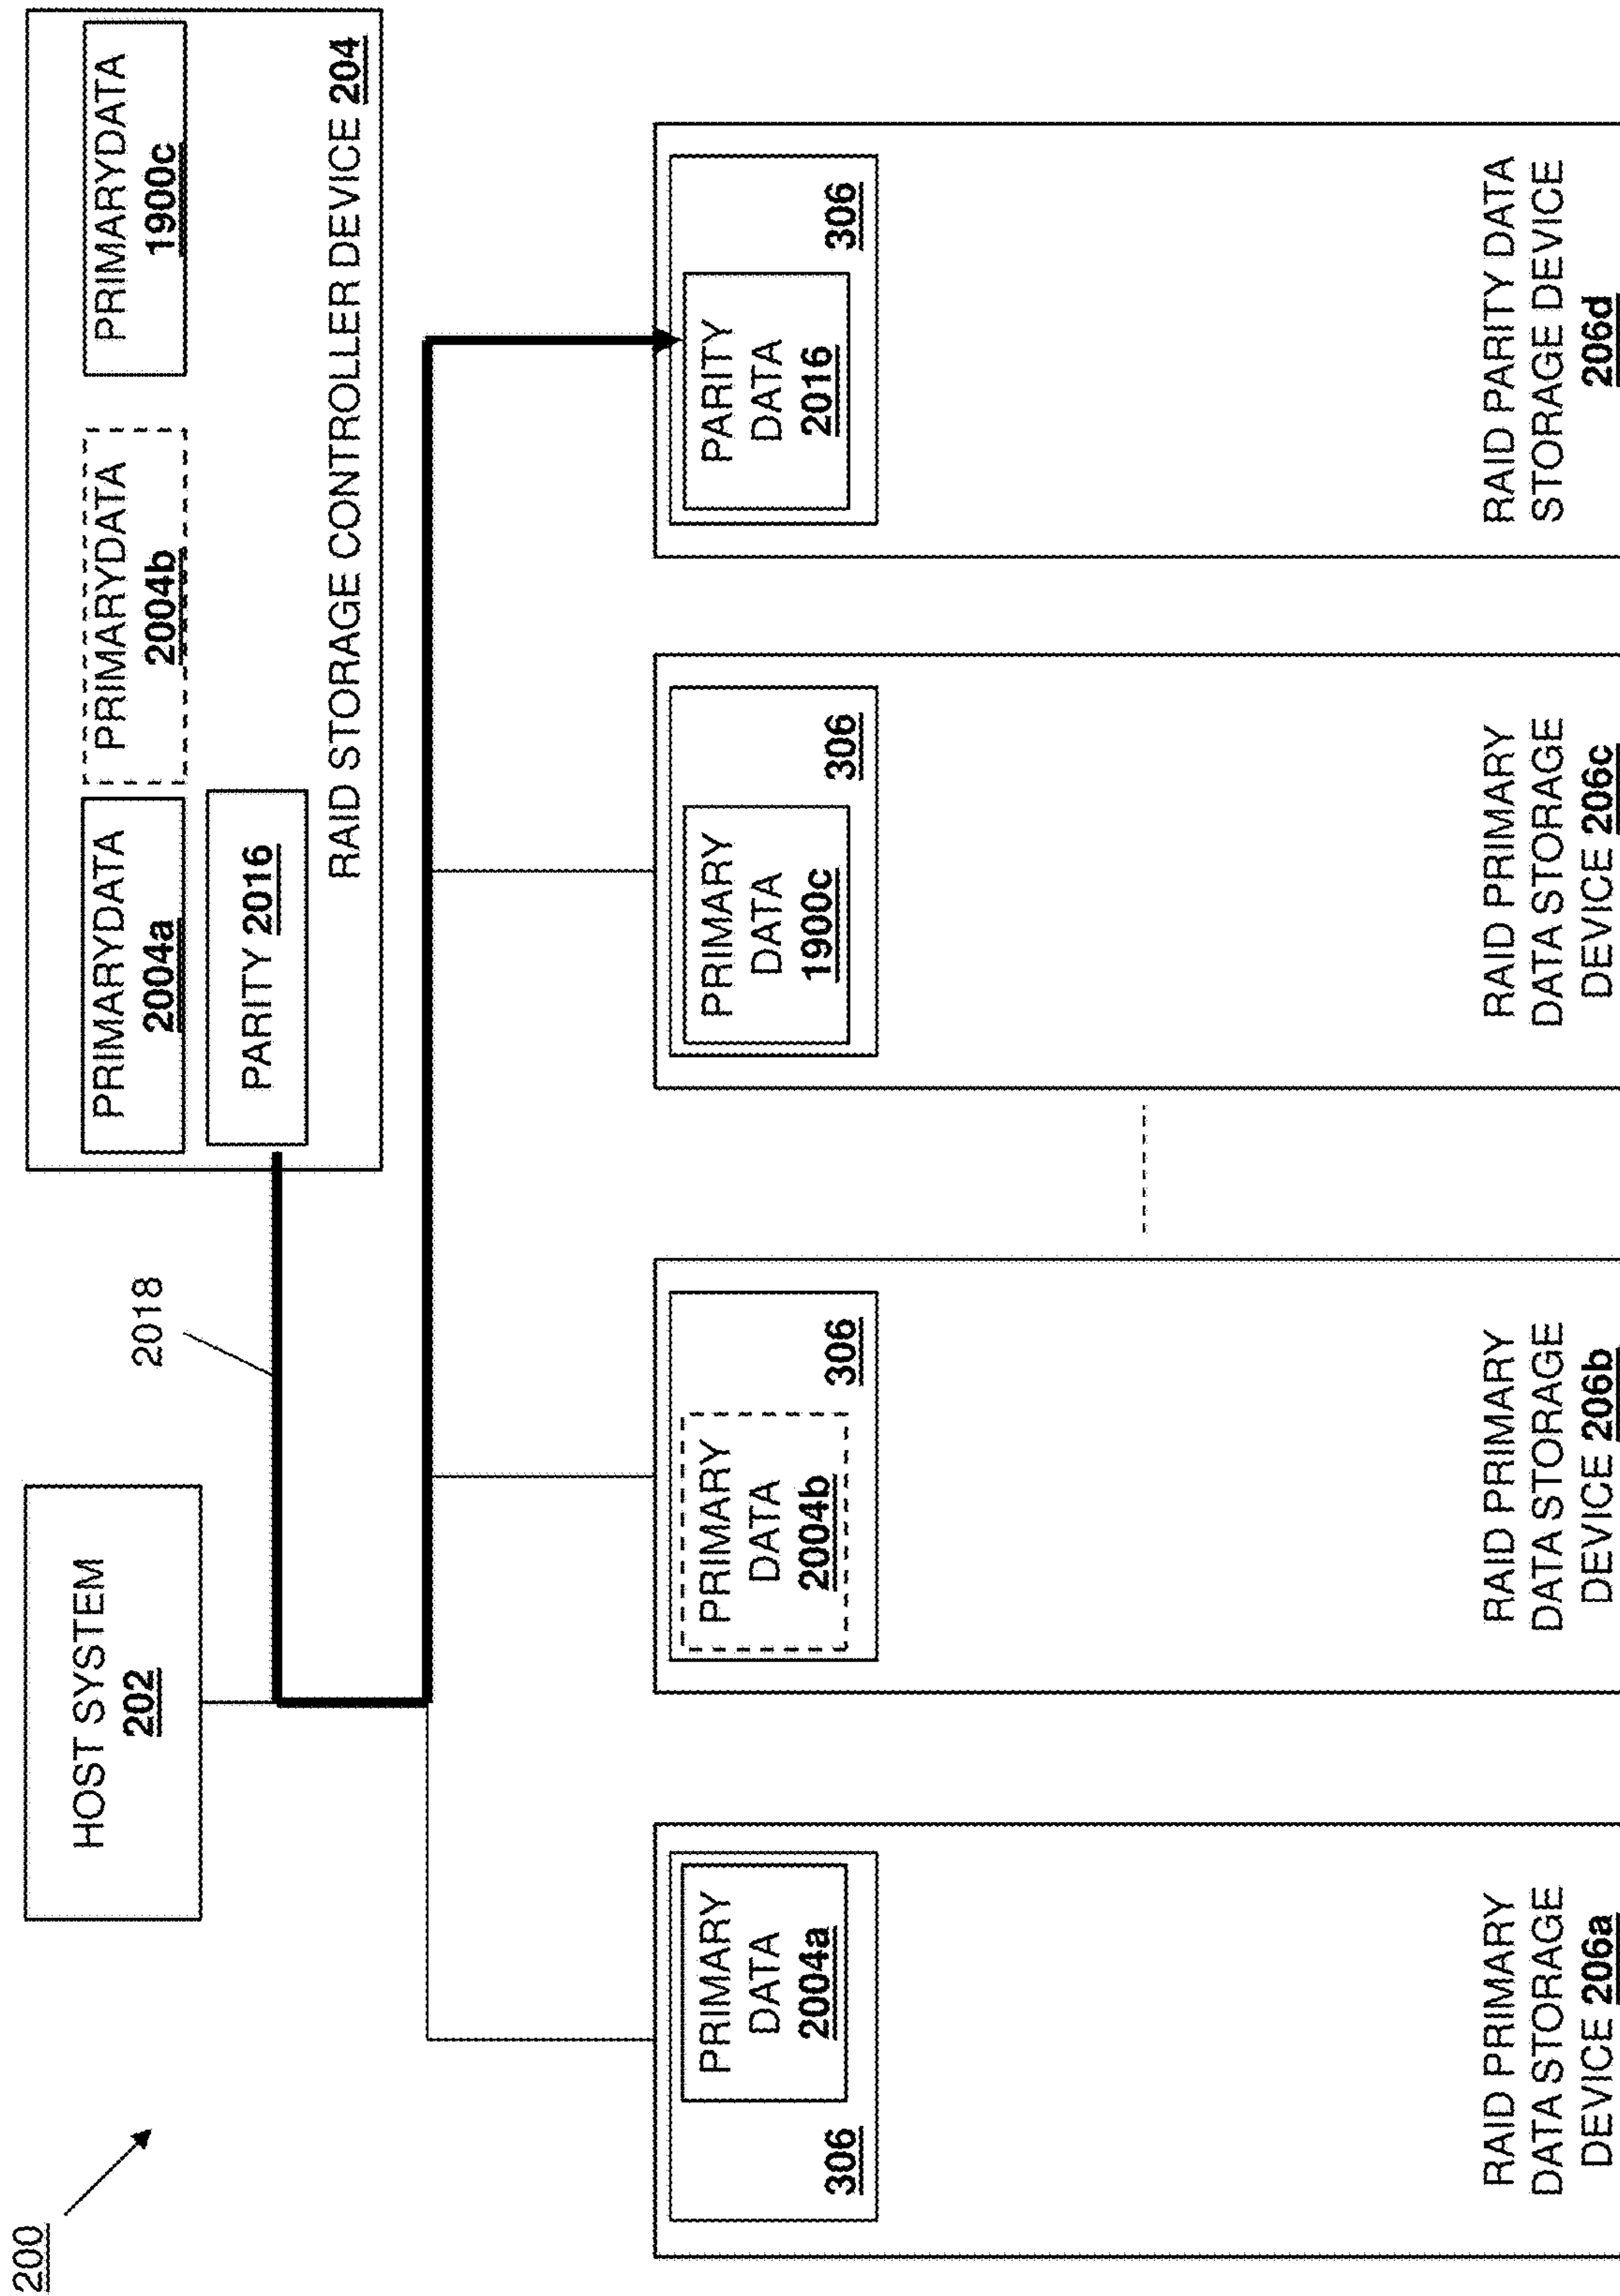 200
HOST SYSTEM
202
2018
PRIMARYDATA
2004a
PRIMARYDATA
2004b
PRIMARYDATA
1900c
PARITY 2016
RAID STORAGE CONTROLLER DEVICE 204
PRIMARY
DATA
2004a
306
RAID PRIMARY
DATA STORAGE
DEVICE 206a
PRIMARY
DATA
2004b
306
RAID PRIMARY
DATA STORAGE
DEVICE 206b
PRIMARY
DATA
1900c
306
RAID PRIMARY
DATA STORAGE
DEVICE 206c
PARITY
DATA
2016
306
RAID PARITY DATA
STORAGE DEVICE
206d